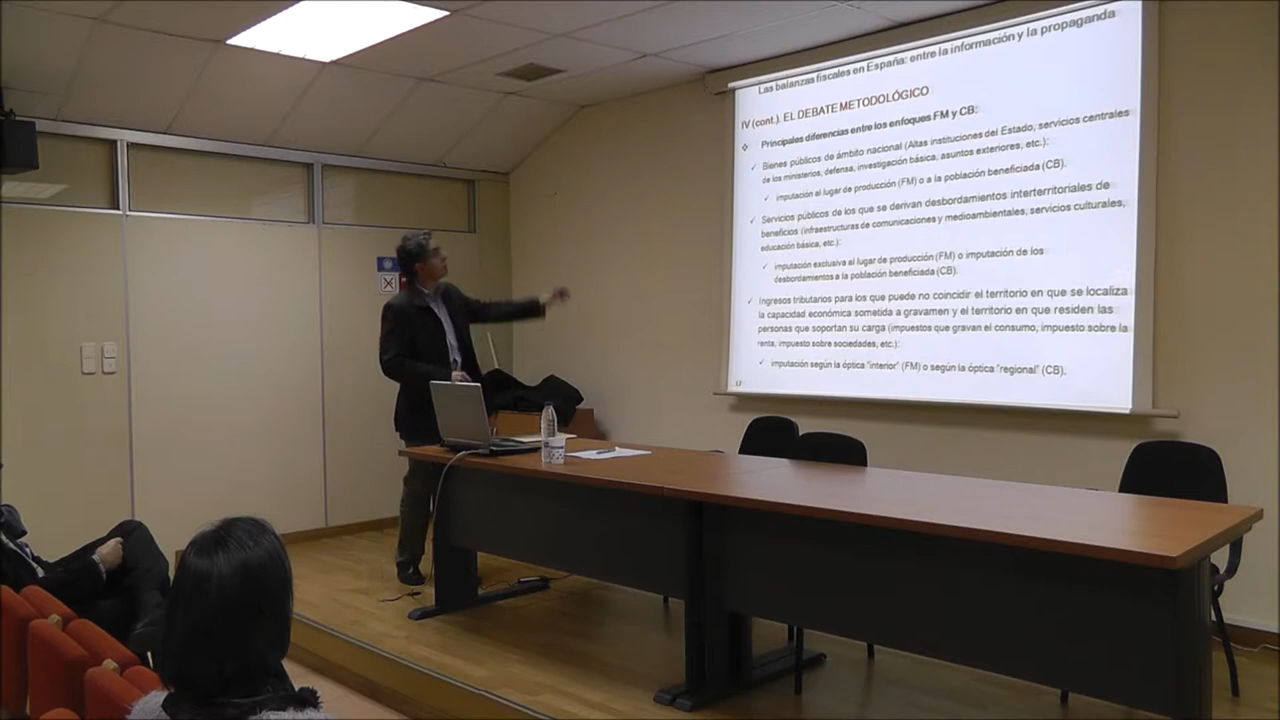 Las balanzas fiscales en España: entre la información y la propaganda
IV (cont.). EL DEBATE METODOLÓGICO
Principales diferencias entre los enfoques FM y CB:
Bienes públicos de ámbito nacional (Altas instituciones del Estado, servicios centrales
de los ministerios, defensa, investigación básica, asuntos exteriores, etc.):
imputación al lugar de producción (FM) o a la población beneficiada (CB).
Servicios públicos de los que se derivan desbordamientos interterritoriales de
beneficios (infraestructuras de comunicaciones y medioambientales, servicios culturales,
educación básica, etc.):
imputación exclusiva al lugar de producción (FM) o imputación de los
desbordamientos a la población beneficiada (CB).
Ingresos tributarios para los que puede no coincidir el territorio en que se localiza
la capacidad económica sometida a gravamen y el territorio en que residen las
personas que soportan su carga (impuestos que gravan el consumo, impuesto sobre la
renta, impuesto sobre sociedades, etc.):
imputación según la óptica "interior" (FM) o según la óptica "regional" (CB).